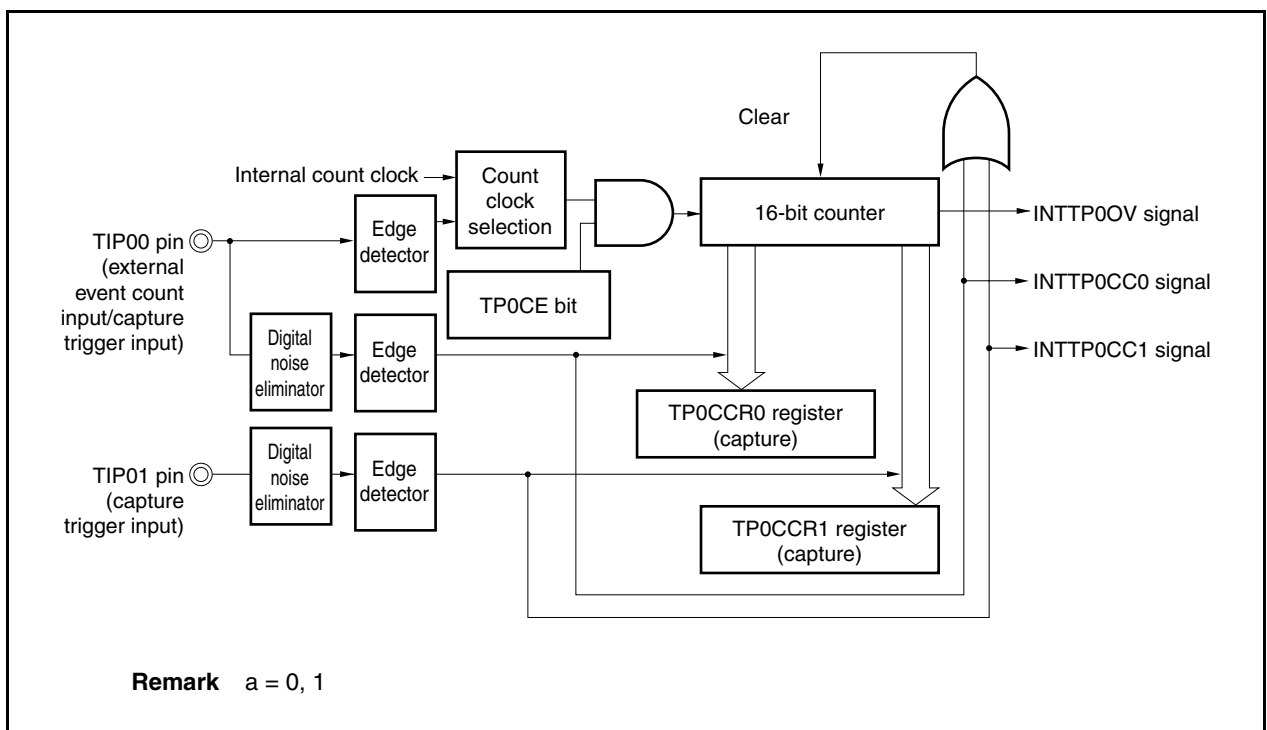 Clear
Internal count clock
Count
clock
selection
16-bit counter
INTTP0OV signal
TIP00 pin
(external
event count
input/capture
trigger input)
Edge
detector
TP0CE bit
INTTP0CC0 signal
Digital
noise
eliminator
Edge
detector
INTTP0CC1 signal
TP0CCR0 register
(capture)
TIP01 pin
(capture
trigger input)
Digital
noise
eliminator
Edge
detector
TP0CCR1 register
(capture)
Remark a = 0, 1